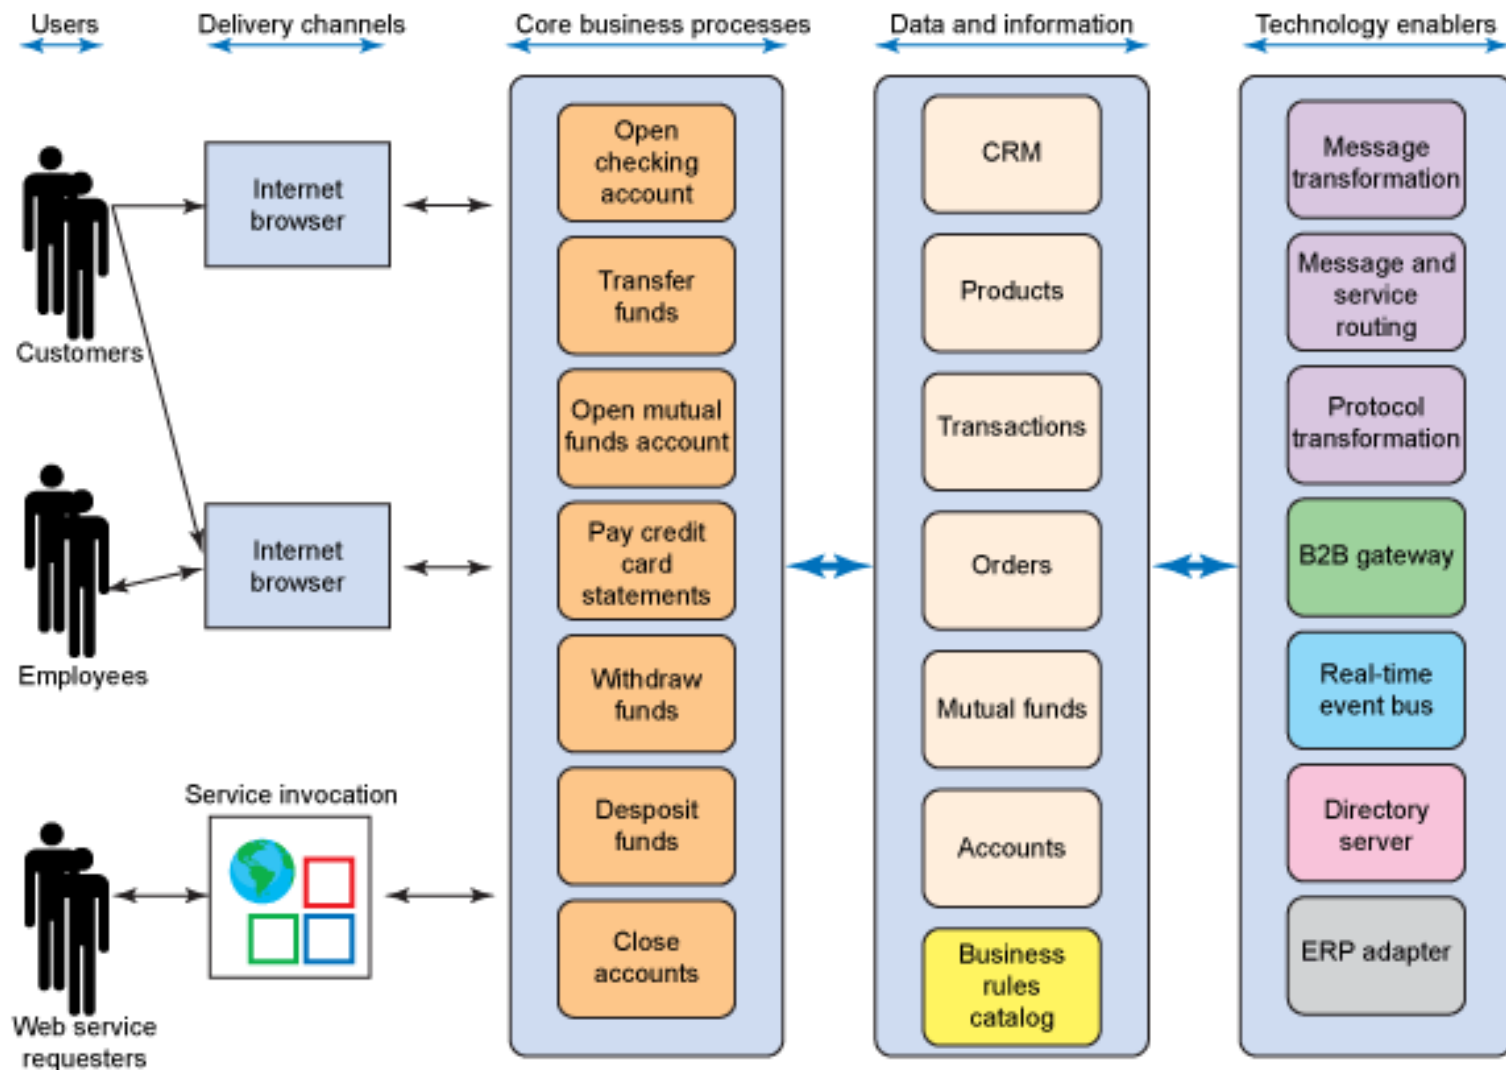 Users
Delivery channels
Core business processes
Data and information
Technology enablers
Customers
Employees
Web service
requesters
Internet
browser
Internet
browser
Service invocation
Open
checking
account
Transfer
funds
Open mutual
funds account
Pay credit
card
statements
Withdraw
funds
Desposit
funds
Close
accounts
CRM
Products
Transactions
Orders
Mutual funds
Accounts
Business
rules
catalog
Message
transformation
Message and
service
routing
Protocol
transformation
B2B gateway
Real-time
event bus
Directory
server
ERP adapter